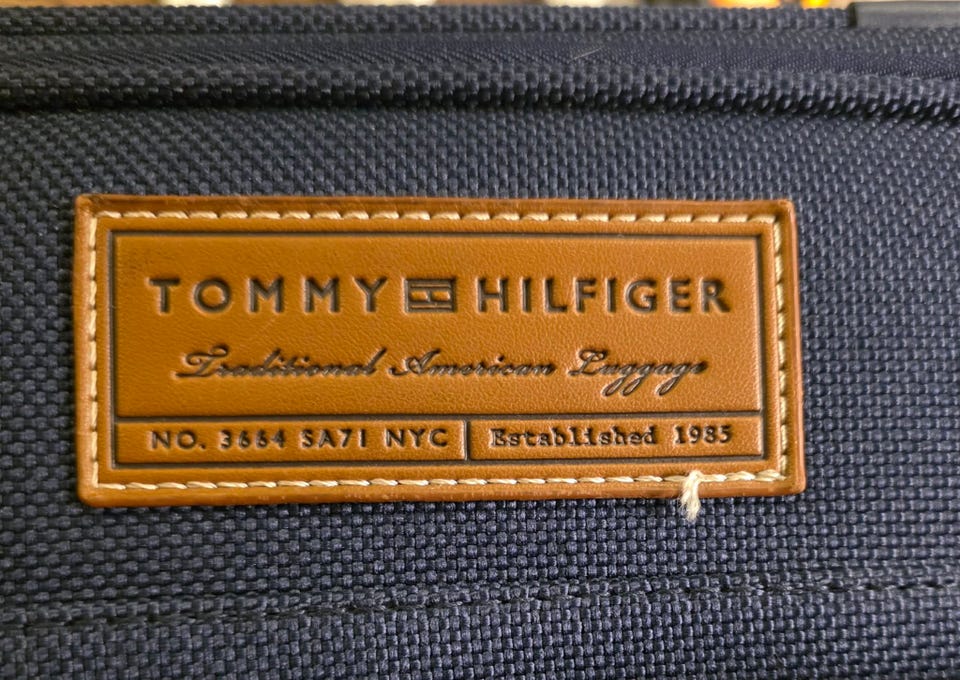 TOMMY HILFIGER
Traditional American Luggage
NO. 3664 SA71 NYC
Established 1985